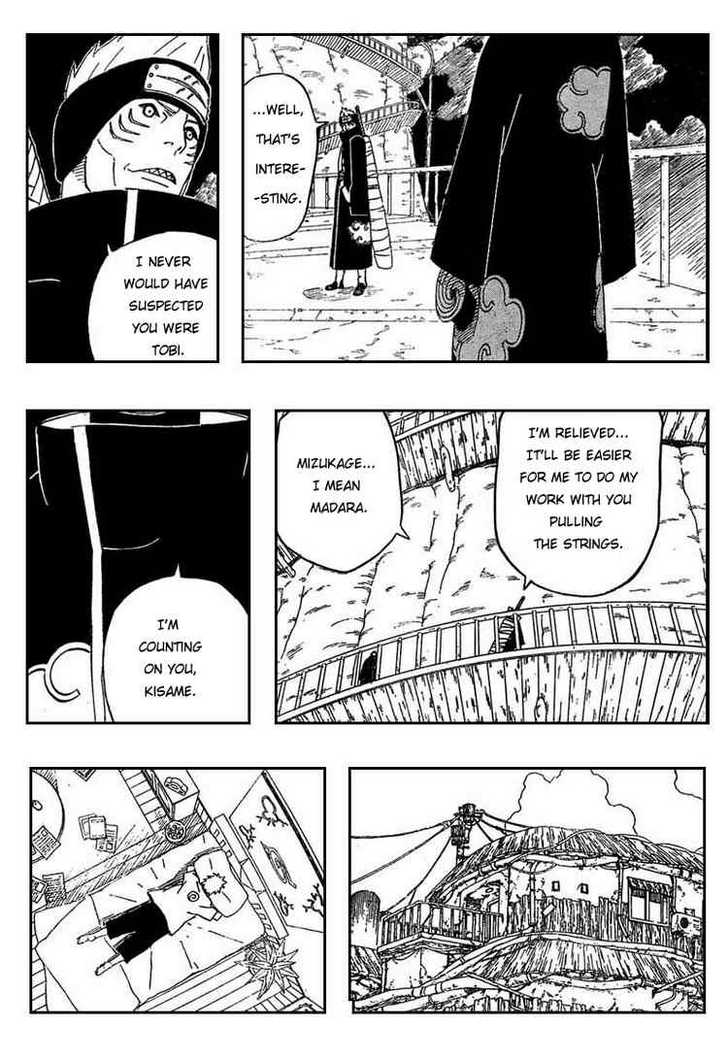 ...WELL,
THAT'S
INTERE-
-STING.
I NEVER
WOULD HAVE
SUSPECTED
YOU WERE
TOBI.
I'M RELIEVED...
IT'LL BE EASIER
FOR ME TO DO MY
WORK WITH YOU
PULLING
THE STRINGS.
MIZUKAGE...
I MEAN
MADARA.
I'M
COUNTING
ON YOU,
KISAME.